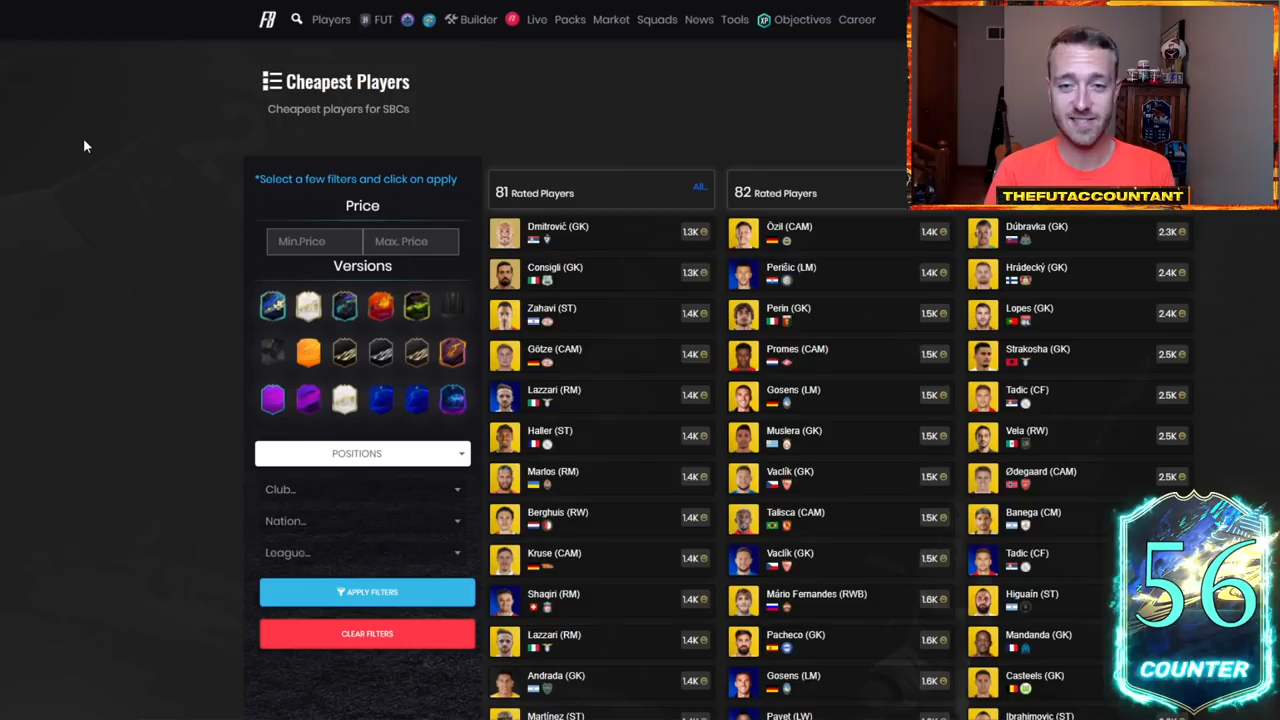 Players FUT Builder Live Packs Market Squads News Tools XP Objectives Career
Cheapest Players
Cheapest players for SBCs
THEFUTACCOUNTANT
*Select a few filters and click on apply
Price
Min.Price Max. Price
Versions
POSITIONS
Club...
Nation...
League...
APPLY FILTERS
CLEAR FILTERS
81 Rated Players All..
Dmitrovič (GK) 1.3K
Consigli (GK) 1.3K
Zahavi (ST) 1.4K
Götze (CAM) 1.4K
Lazzari (RM) 1.4K
Haller (ST) 1.4K
Marlos (RM) 1.4K
Berghuis (RW) 1.4K
Kruse (CAM) 1.4K
Shaqiri (RM) 1.4K
Lazzari (RM) 1.4K
Andrada (GK) 1.4K
Martínez (ST)
82 Rated Players
Özil (CAM) 1.4K
Perišic (LM) 1.4K
Perin (GK) 1.5K
Promes (CAM) 1.5K
Gosens (LM) 1.5K
Muslera (GK) 1.5K
Vaclík (GK) 1.5K
Talisca (CAM) 1.5K
Vaclík (GK) 1.5K
Mário Fernandes (RWB) 1.6K
Pacheco (GK) 1.6K
Gosens (LM) 1.6K
Payet (LW)
Dúbravka (GK) 2.3K
Hrádecký (GK) 2.4K
Lopes (GK) 2.4K
Strakosha (GK) 2.5K
Tadic (CF) 2.5K
Vela (RW) 2.5K
Ødegaard (CAM) 2.5K
Banega (CM)
Tadic (CF)
Higuaín (ST)
Mandanda (GK)
Casteels (GK)
Ibrahimovic (ST)
56
COUNTER